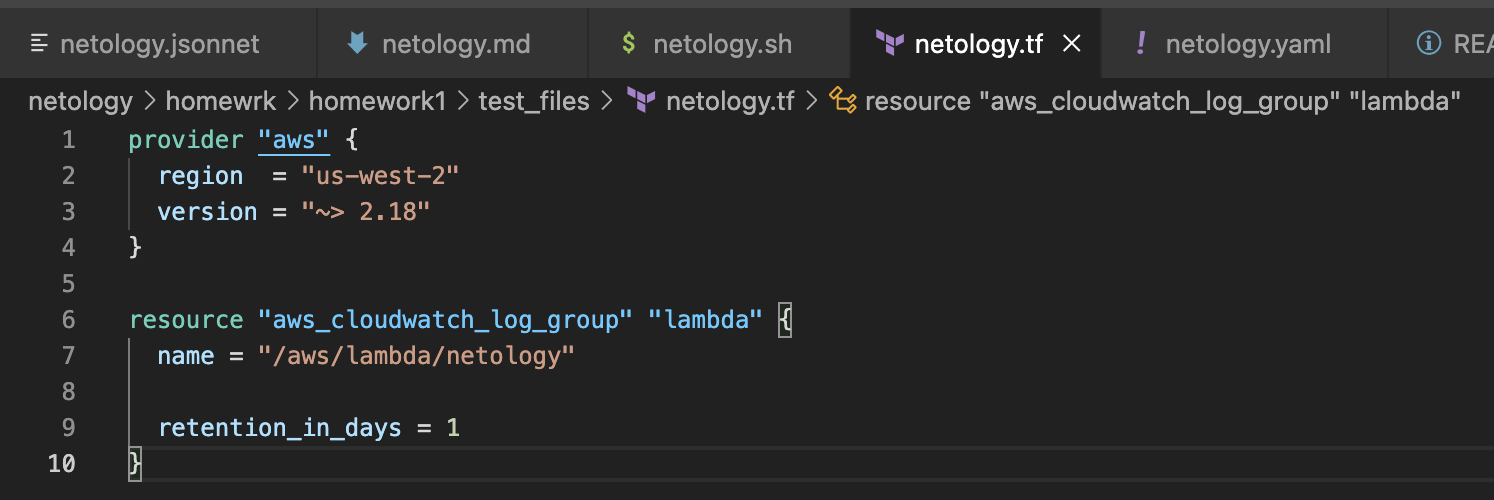 netology.jsonnet netology.md $ netology.sh netology.tf × ! netology.yaml REA
netology > homewrk > homework1 > test_files > netology.tf > resource "aws_cloudwatch_log_group" "lambda"
1 provider "aws" {
2   region  = "us-west-2"
3   version = "~> 2.18"
4 }
5
6 resource "aws_cloudwatch_log_group" "lambda" {
7   name = "/aws/lambda/netology"
8
9   retention_in_days = 1
10 }